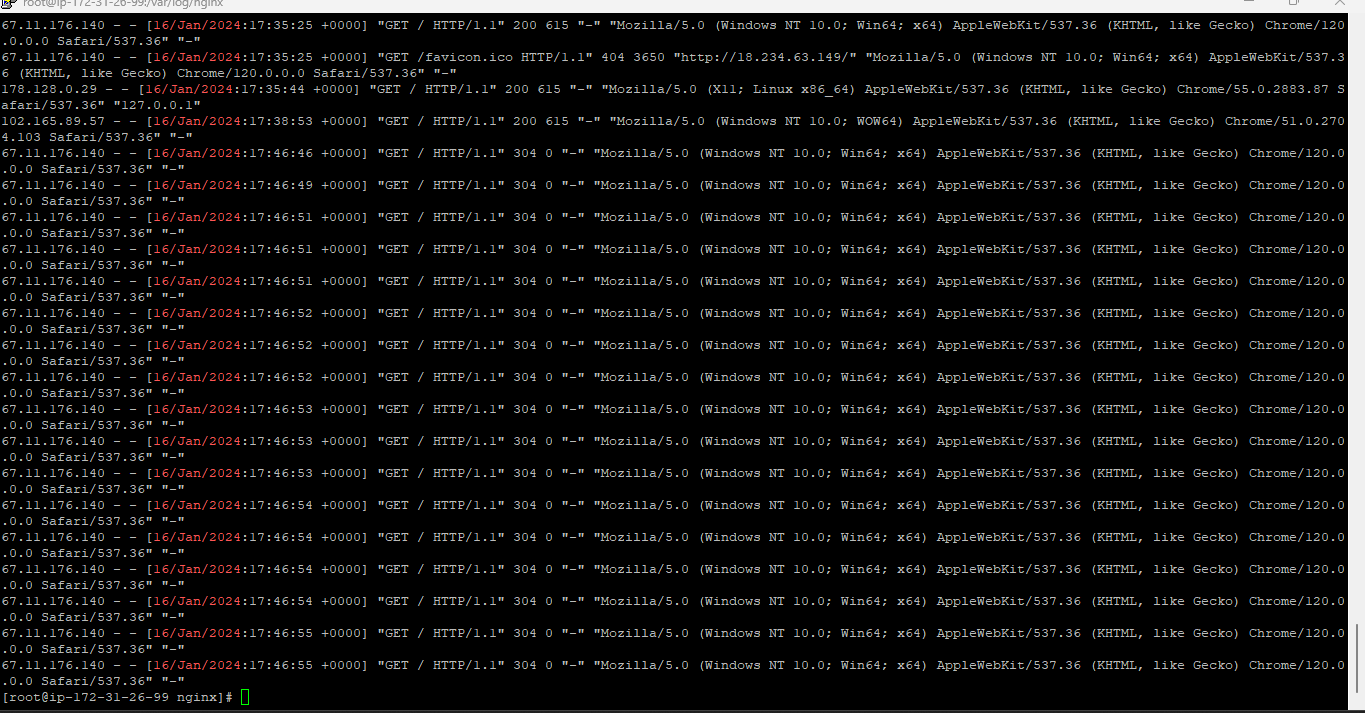 root@ip-172-31-26-99:/var/log/nginx
67.11.176.140 - - [16/Jan/2024:17:35:25 +0000] "GET / HTTP/1.1" 200 615 "-" "Mozilla/5.0 (Windows NT 10.0; Win64; x64) AppleWebKit/537.36 (KHTML, like Gecko) Chrome/120
.0.0.0 Safari/537.36" "-"
67.11.176.140 - - [16/Jan/2024:17:35:25 +0000] "GET /favicon.ico HTTP/1.1" 404 3650 "http://18.234.63.149/" "Mozilla/5.0 (Windows NT 10.0; Win64; x64) AppleWebKit/537.3
6 (KHTML, like Gecko) Chrome/120.0.0.0 Safari/537.36" "-"
178.128.0.29 - - [16/Jan/2024:17:35:44 +0000] "GET / HTTP/1.1" 200 615 "-" "Mozilla/5.0 (X11; Linux x86_64) AppleWebKit/537.36 (KHTML, like Gecko) Chrome/55.0.2883.87 S
afari/537.36" "127.0.0.1"
102.165.89.57 - - [16/Jan/2024:17:38:53 +0000] "GET / HTTP/1.1" 200 615 "-" "Mozilla/5.0 (Windows NT 10.0; WOW64) AppleWebKit/537.36 (KHTML, like Gecko) Chrome/51.0.270
4.103 Safari/537.36" "-"
67.11.176.140 - - [16/Jan/2024:17:46:46 +0000] "GET / HTTP/1.1" 304 0 "-" "Mozilla/5.0 (Windows NT 10.0; Win64; x64) AppleWebKit/537.36 (KHTML, like Gecko) Chrome/120.0
.0.0 Safari/537.36" "-"
67.11.176.140 - - [16/Jan/2024:17:46:49 +0000] "GET / HTTP/1.1" 304 0 "-" "Mozilla/5.0 (Windows NT 10.0; Win64; x64) AppleWebKit/537.36 (KHTML, like Gecko) Chrome/120.0
.0.0 Safari/537.36" "-"
67.11.176.140 - - [16/Jan/2024:17:46:51 +0000] "GET / HTTP/1.1" 304 0 "-" "Mozilla/5.0 (Windows NT 10.0; Win64; x64) AppleWebKit/537.36 (KHTML, like Gecko) Chrome/120.0
.0.0 Safari/537.36" "-"
67.11.176.140 - - [16/Jan/2024:17:46:51 +0000] "GET / HTTP/1.1" 304 0 "-" "Mozilla/5.0 (Windows NT 10.0; Win64; x64) AppleWebKit/537.36 (KHTML, like Gecko) Chrome/120.0
.0.0 Safari/537.36" "-"
67.11.176.140 - - [16/Jan/2024:17:46:51 +0000] "GET / HTTP/1.1" 304 0 "-" "Mozilla/5.0 (Windows NT 10.0; Win64; x64) AppleWebKit/537.36 (KHTML, like Gecko) Chrome/120.0
.0.0 Safari/537.36" "-"
67.11.176.140 - - [16/Jan/2024:17:46:52 +0000] "GET / HTTP/1.1" 304 0 "-" "Mozilla/5.0 (Windows NT 10.0; Win64; x64) AppleWebKit/537.36 (KHTML, like Gecko) Chrome/120.0
.0.0 Safari/537.36" "-"
67.11.176.140 - - [16/Jan/2024:17:46:52 +0000] "GET / HTTP/1.1" 304 0 "-" "Mozilla/5.0 (Windows NT 10.0; Win64; x64) AppleWebKit/537.36 (KHTML, like Gecko) Chrome/120.0
.0.0 Safari/537.36" "-"
67.11.176.140 - - [16/Jan/2024:17:46:52 +0000] "GET / HTTP/1.1" 304 0 "-" "Mozilla/5.0 (Windows NT 10.0; Win64; x64) AppleWebKit/537.36 (KHTML, like Gecko) Chrome/120.0
.0.0 Safari/537.36" "-"
67.11.176.140 - - [16/Jan/2024:17:46:53 +0000] "GET / HTTP/1.1" 304 0 "-" "Mozilla/5.0 (Windows NT 10.0; Win64; x64) AppleWebKit/537.36 (KHTML, like Gecko) Chrome/120.0
.0.0 Safari/537.36" "-"
67.11.176.140 - - [16/Jan/2024:17:46:53 +0000] "GET / HTTP/1.1" 304 0 "-" "Mozilla/5.0 (Windows NT 10.0; Win64; x64) AppleWebKit/537.36 (KHTML, like Gecko) Chrome/120.0
.0.0 Safari/537.36" "-"
67.11.176.140 - - [16/Jan/2024:17:46:53 +0000] "GET / HTTP/1.1" 304 0 "-" "Mozilla/5.0 (Windows NT 10.0; Win64; x64) AppleWebKit/537.36 (KHTML, like Gecko) Chrome/120.0
.0.0 Safari/537.36" "-"
67.11.176.140 - - [16/Jan/2024:17:46:54 +0000] "GET / HTTP/1.1" 304 0 "-" "Mozilla/5.0 (Windows NT 10.0; Win64; x64) AppleWebKit/537.36 (KHTML, like Gecko) Chrome/120.0
.0.0 Safari/537.36" "-"
67.11.176.140 - - [16/Jan/2024:17:46:54 +0000] "GET / HTTP/1.1" 304 0 "-" "Mozilla/5.0 (Windows NT 10.0; Win64; x64) AppleWebKit/537.36 (KHTML, like Gecko) Chrome/120.0
.0.0 Safari/537.36" "-"
67.11.176.140 - - [16/Jan/2024:17:46:54 +0000] "GET / HTTP/1.1" 304 0 "-" "Mozilla/5.0 (Windows NT 10.0; Win64; x64) AppleWebKit/537.36 (KHTML, like Gecko) Chrome/120.0
.0.0 Safari/537.36" "-"
67.11.176.140 - - [16/Jan/2024:17:46:54 +0000] "GET / HTTP/1.1" 304 0 "-" "Mozilla/5.0 (Windows NT 10.0; Win64; x64) AppleWebKit/537.36 (KHTML, like Gecko) Chrome/120.0
.0.0 Safari/537.36" "-"
67.11.176.140 - - [16/Jan/2024:17:46:55 +0000] "GET / HTTP/1.1" 304 0 "-" "Mozilla/5.0 (Windows NT 10.0; Win64; x64) AppleWebKit/537.36 (KHTML, like Gecko) Chrome/120.0
.0.0 Safari/537.36" "-"
67.11.176.140 - - [16/Jan/2024:17:46:55 +0000] "GET / HTTP/1.1" 304 0 "-" "Mozilla/5.0 (Windows NT 10.0; Win64; x64) AppleWebKit/537.36 (KHTML, like Gecko) Chrome/120.0
.0.0 Safari/537.36" "-"
[root@ip-172-31-26-99 nginx]#